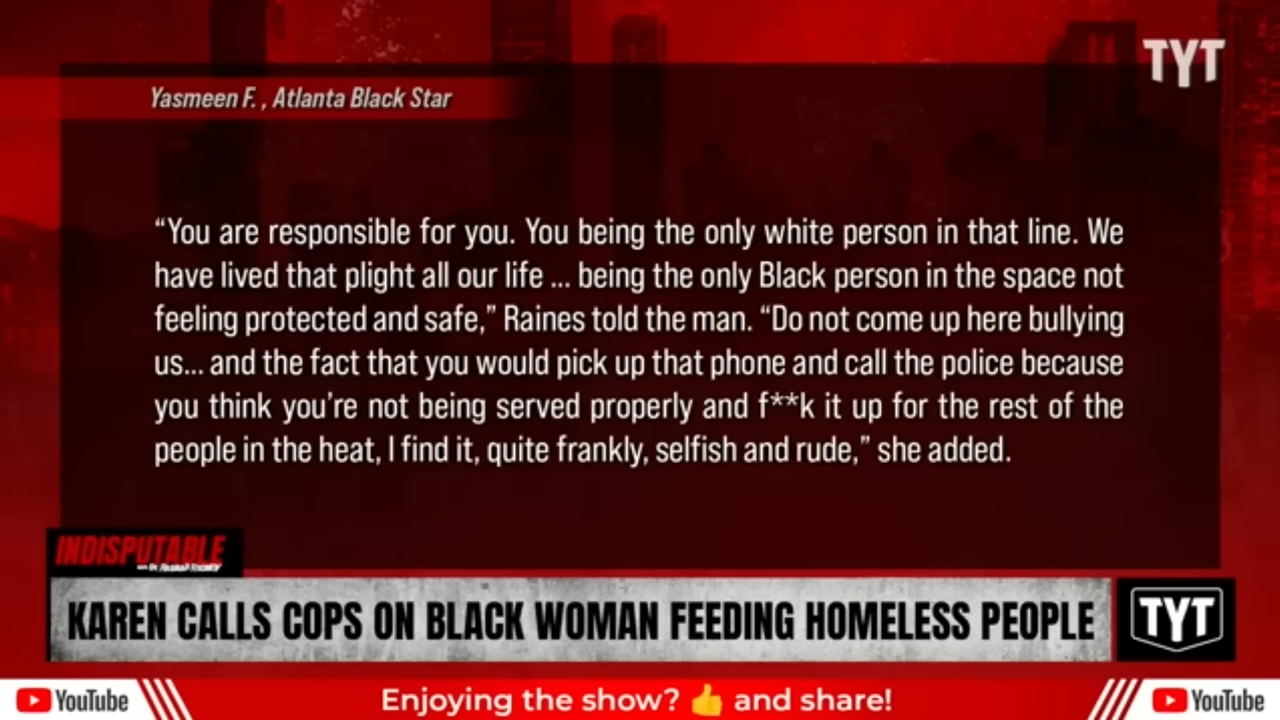 TYT
Yasmeen F. , Atlanta Black Star
“You are responsible for you. You being the only white person in that line. We
have lived that plight all our life ... being the only Black person in the space not
feeling protected and safe,” Raines told the man. “Do not come up here bullying
us... and the fact that you would pick up that phone and call the police because
you think you’re not being served properly and f**k it up for the rest of the
people in the heat, I find it, quite frankly, selfish and rude,” she added.
INDISPUTABLE
KAREN CALLS COPS ON BLACK WOMAN FEEDING HOMELESS PEOPLE
TYT
YouTube
Enjoying the show? 👍 and share!
YouTube